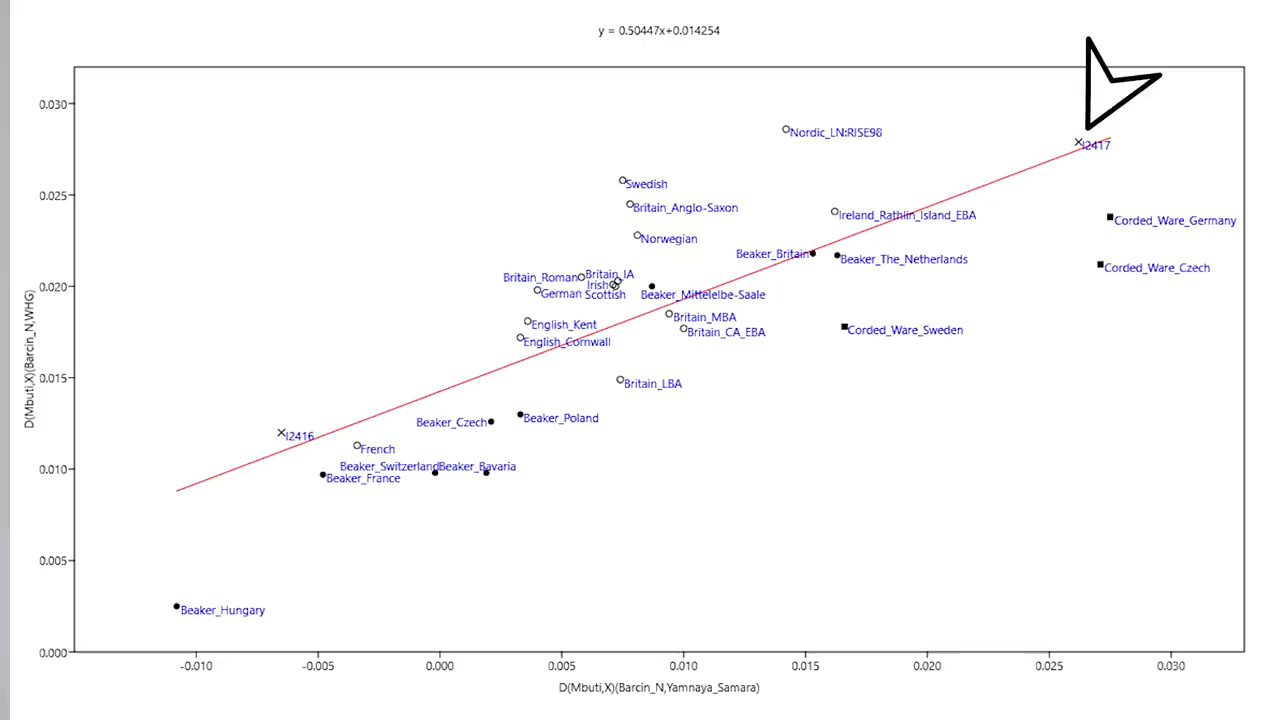 y = 0.50447x+0.014254
0.030
Nordic_LN:RISE98
I2417
0.025
Swedish
Britain_Anglo-Saxon
Ireland_Rathlin_Island_EBA
Corded_Ware_Germany
Norwegian
Beaker_Britain
Beaker_The_Netherlands
Corded_Ware_Czech
0.020
Britain_Roman
Britain_IA
Irish
German
Scottish
Beaker_Mittelelbe-Saale
Britain_MBA
English_Kent
Britain_CA_EBA
Corded_Ware_Sweden
English_Cornwall
0.015
Britain_LBA
Beaker_Czech
Beaker_Poland
I2416
French
0.010
Beaker_Switzerland
Beaker_Bavaria
Beaker_France
0.005
Beaker_Hungary
0.000
D(Mbuti,X)(Barcin_N,WHG)
-0.010 -0.005 0.000 0.005 0.010 0.015 0.020 0.025 0.030
D(Mbuti,X)(Barcin_N,Yamnaya_Samara)